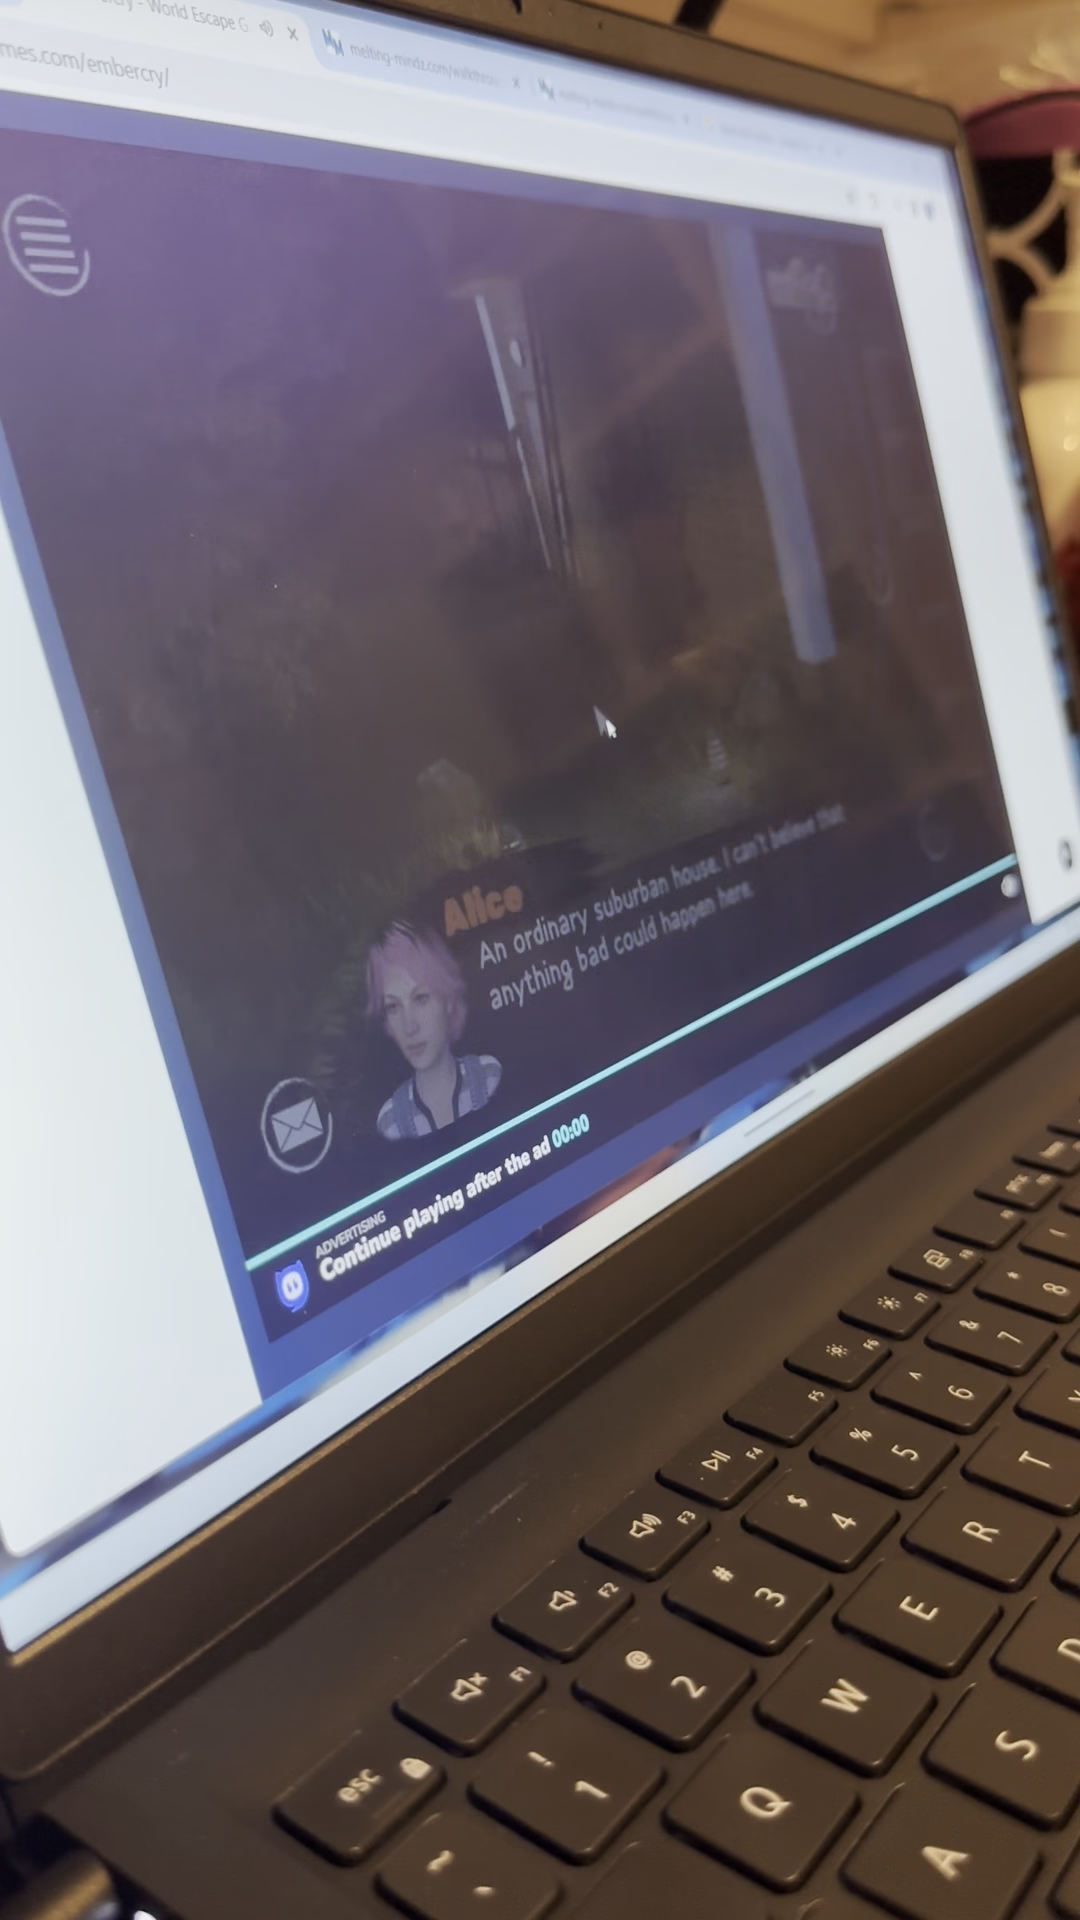 - World Escape G
melting-mindz.com/walkthrou
mes.com/embercry/
Alice
An ordinary suburban house. I can't believe that
anything bad could happen here.
ADVERTISING
Continue playing after the ad 00:00
esc
F1
F2
F3
F4
F5
F6
F7
F8
~
` 
! 1
@ 2
# 3
$ 4
% 5
^ 6
& 7
* 8
Q
W
E
R
T
A
S
D